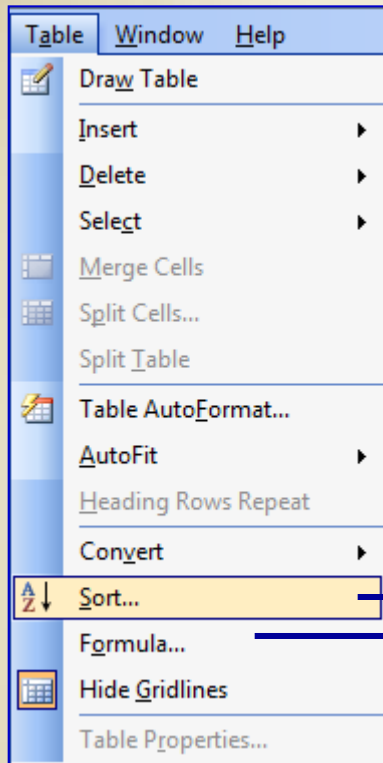 Table Window Help
Draw Table
Insert
Delete
Select
Merge Cells
Split Cells...
Split Table
Table AutoFormat...
AutoFit
Heading Rows Repeat
Convert
Sort...
Formula...
Hide Gridlines
Table Properties...